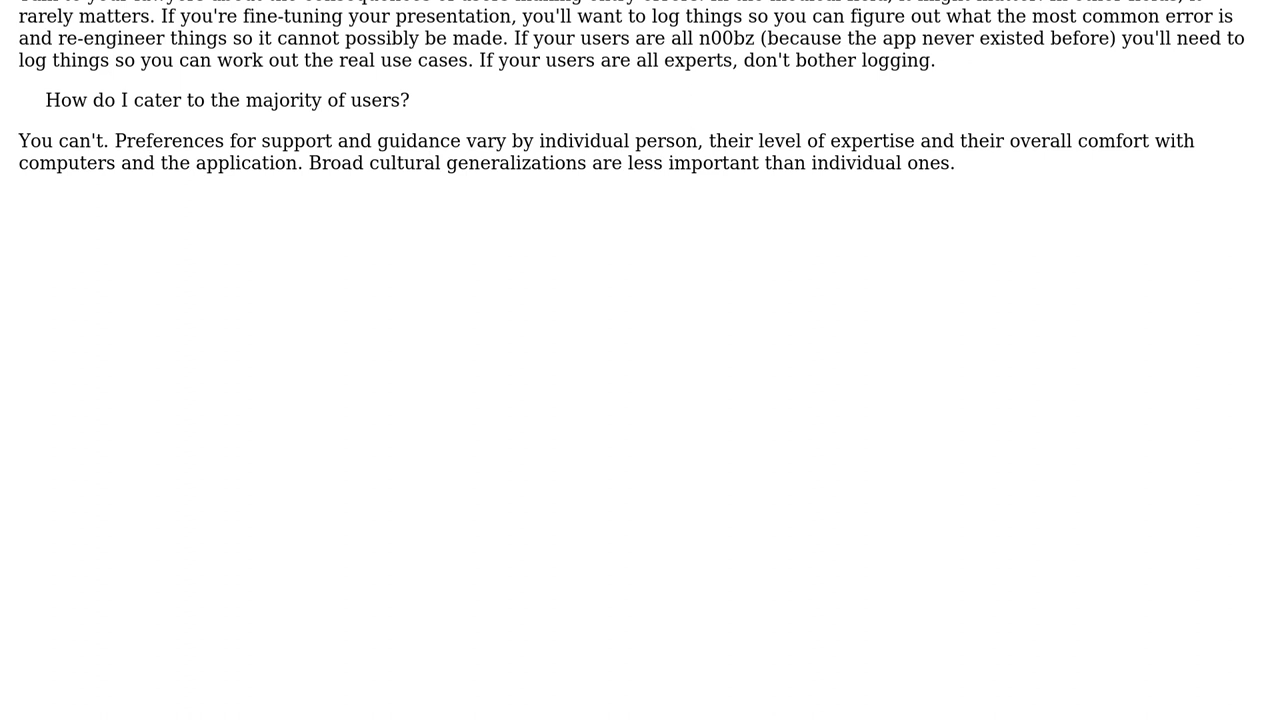 rarely matters. If you're fine-tuning your presentation, you'll want to log things so you can figure out what the most common error is
and re-engineer things so it cannot possibly be made. If your users are all n00bz (because the app never existed before) you'll need to
log things so you can work out the real use cases. If your users are all experts, don't bother logging.
How do I cater to the majority of users?
You can't. Preferences for support and guidance vary by individual person, their level of expertise and their overall comfort with
computers and the application. Broad cultural generalizations are less important than individual ones.